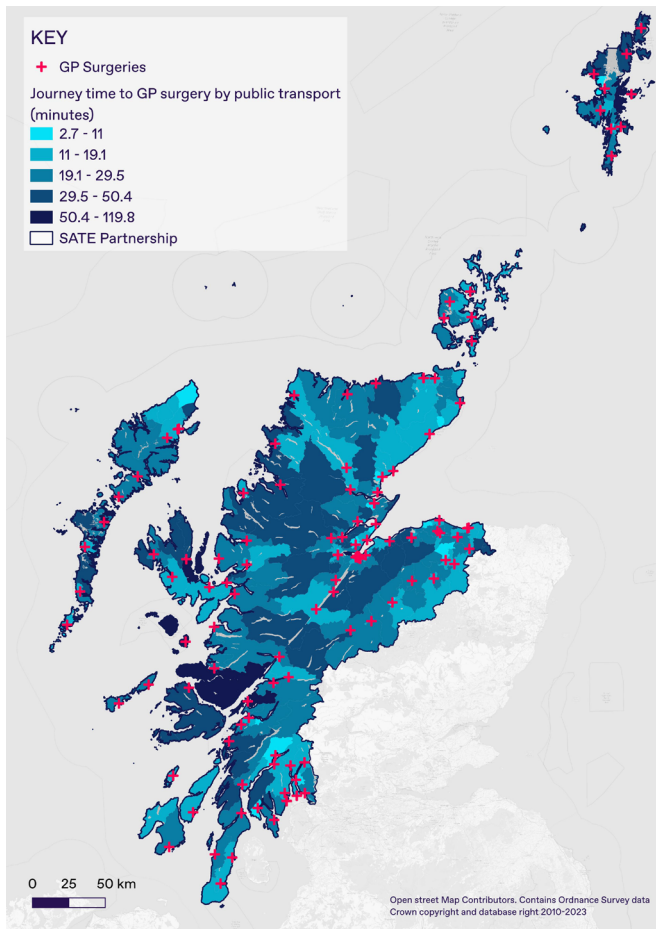 KEY
GP Surgeries
Journey time to GP surgery by public transport
(minutes)
2.7 - 11
11 - 19.1
19.1 - 29.5
29.5 - 50.4
50.4 - 119.8
SATE Partnership
0 25 50 km
Open street Map Contributors. Contains Ordnance Survey data
Crown copyright and database right 2010-2023